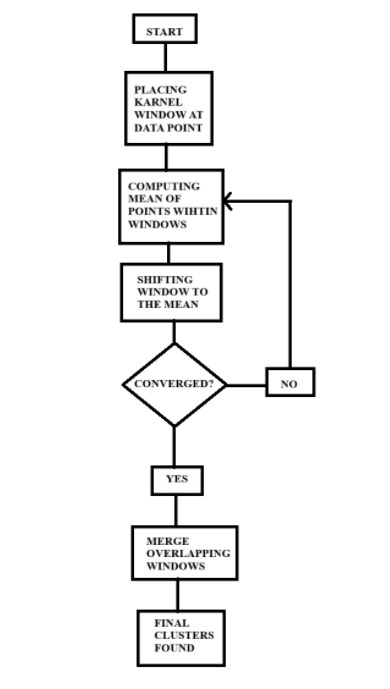 START
PLACING
KARNEL
WINDOW AT
DATA POINT
COMPUTING
MEAN OF
POINTS WIHTIN
WINDOWS
SHIFTING
WINDOW TO
THE MEAN
CONVERGED?
NO
YES
MERGE
OVERLAPPING
WINDOWS
FINAL
CLUSTERS
FOUND